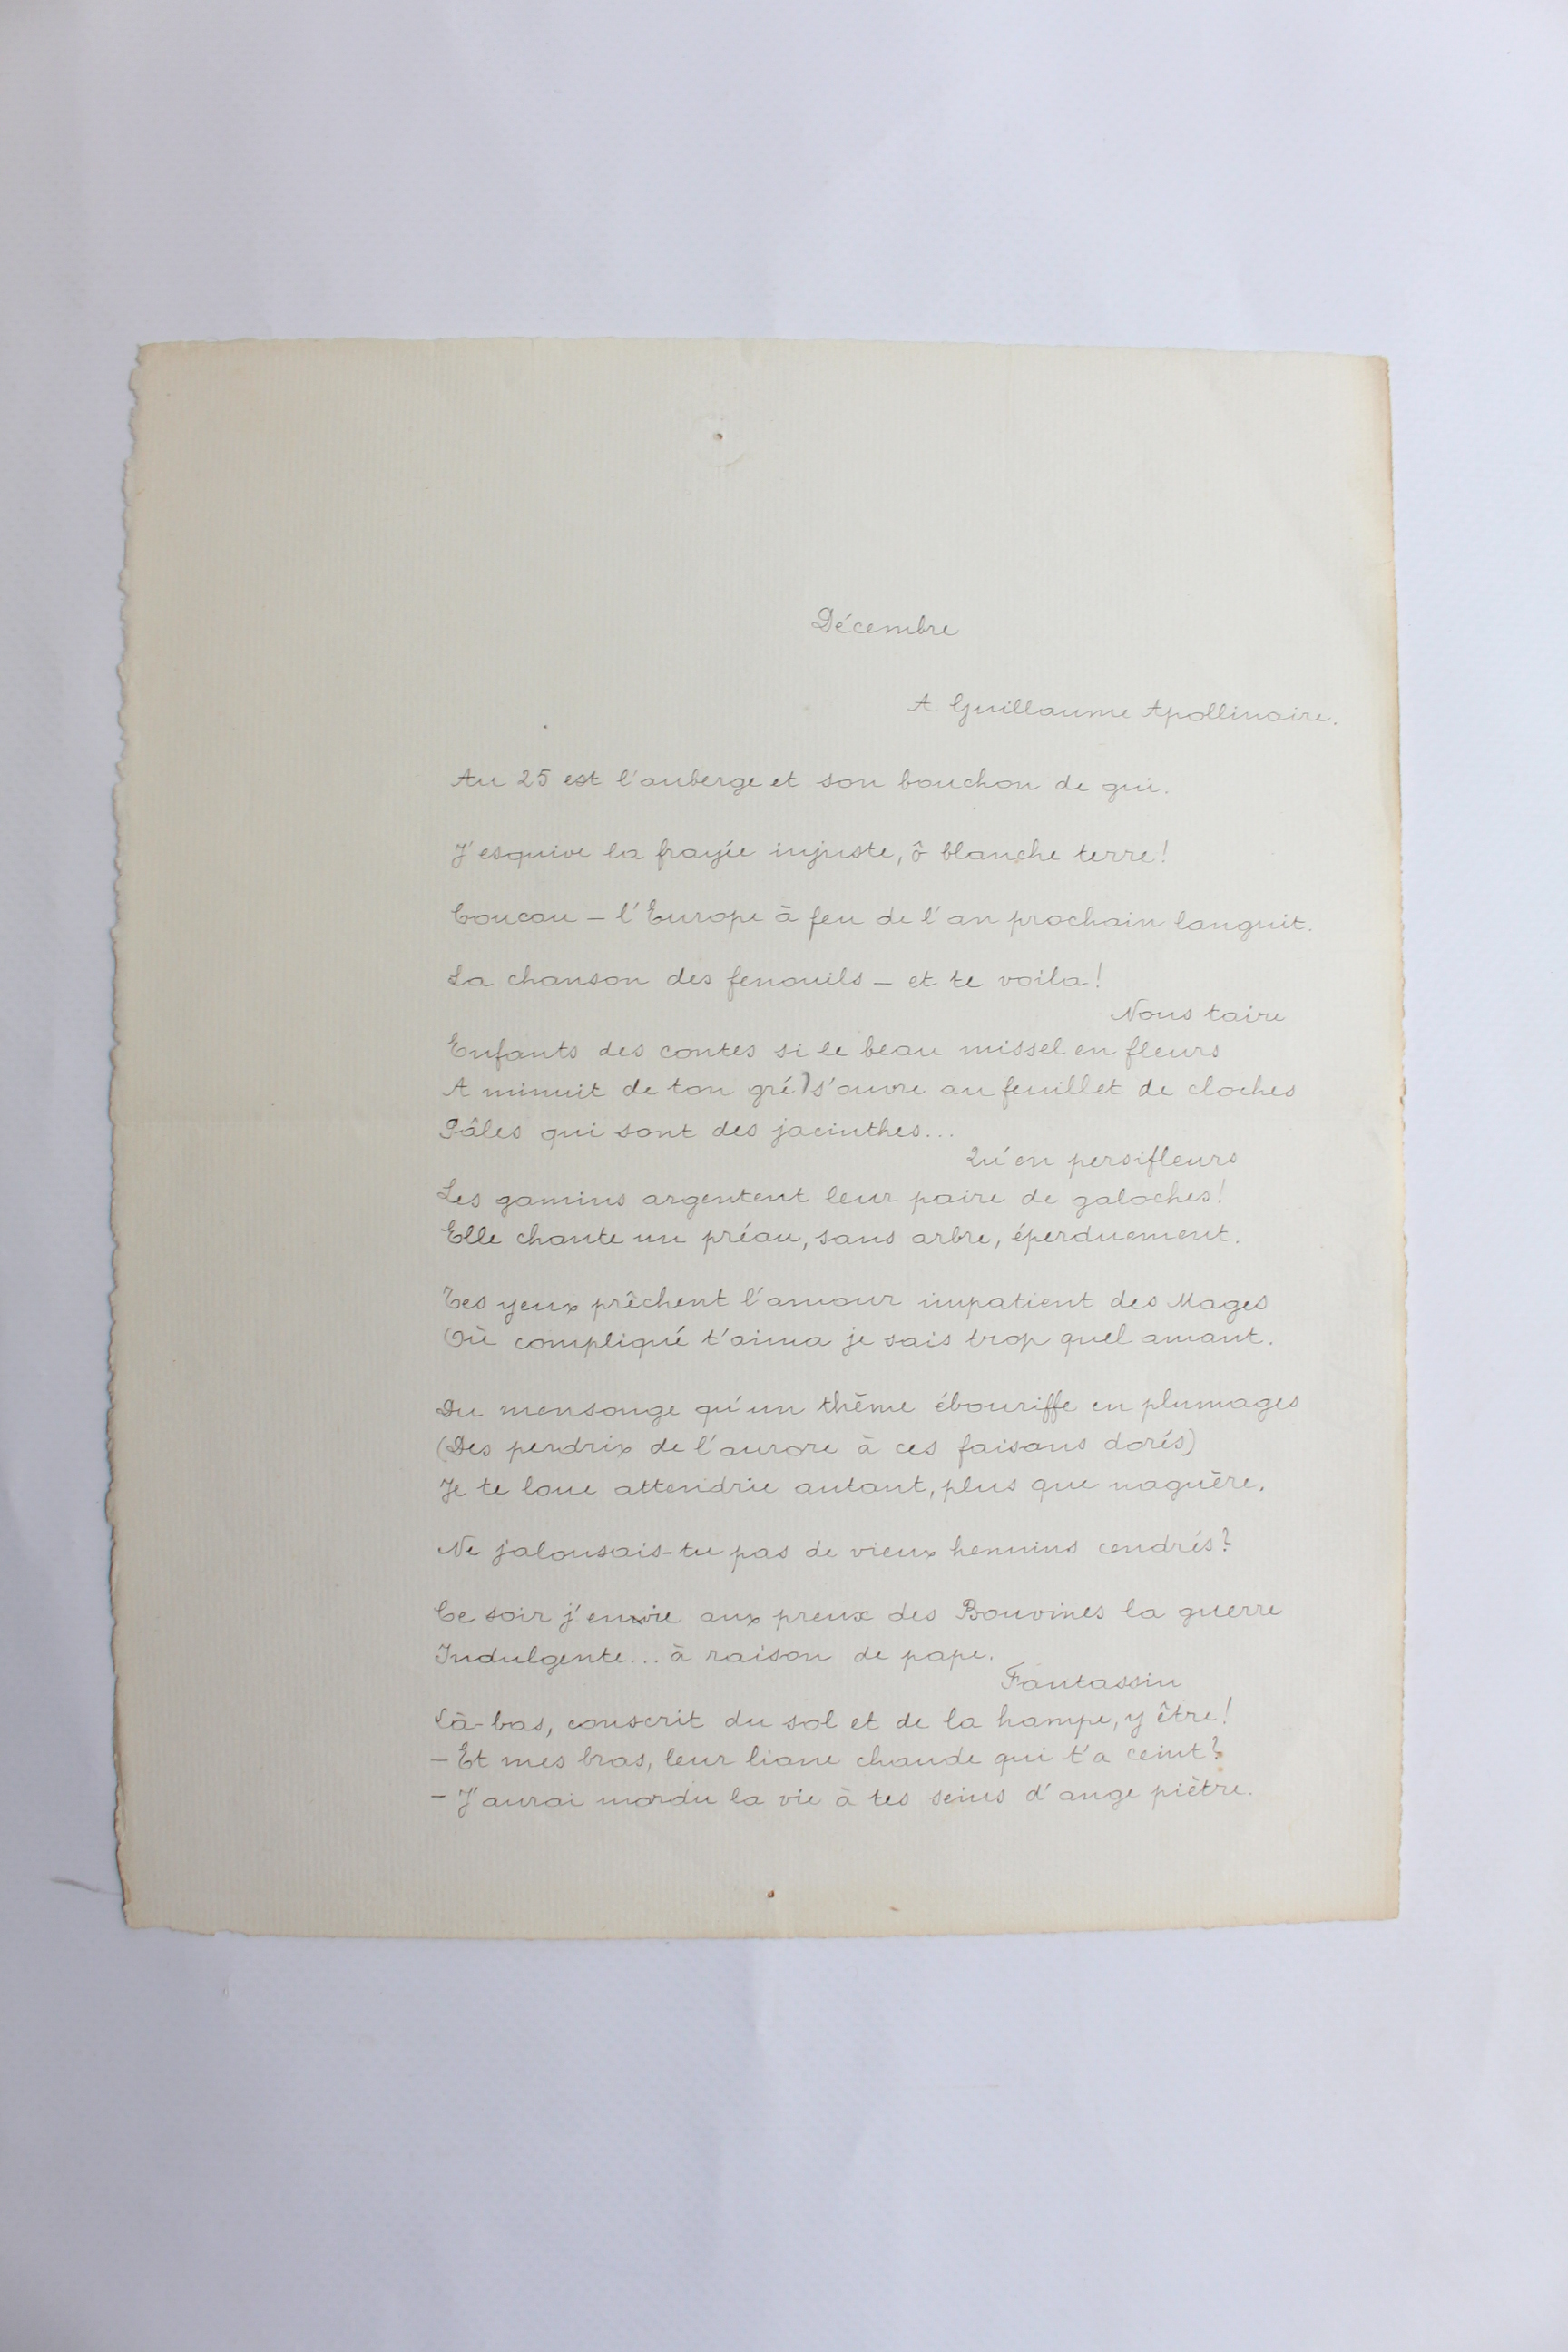 Décembre
A Guillaume Apollinaire.
Au 25 est l'auberge et son bouchon de gui.
J'esquive la frayée injuste, ô blanche terre!
Coucou – l'Europe à feu de l'an prochain languit.
La chanson des fenouils – et te voila!
Nous taire
Enfants des contes si le beau missel en fleurs
A minuit de ton gré) s'ouvre au feuillet de cloches
Pâles qui sont des jacinthes...
Qu'en persifleurs
Les gamins argentent leur paire de galoches!
Elle chante un préau, sans arbre, éperduement.
Tes yeux prêchent l'amour impatient des Mages
Où compliqué t'aima je sais trop quel amant.
Du mensonge qu'un thème ébouriffe en plumages
(Des perdrix de l'aurore à ces faisans dorés)
Je te loue attendrie autant, plus que naguère.
Ne jalousais-tu pas de vieux hennins cendrés?
Ce soir j'envie aux preux des Bouvines la guerre
Indulgente... à raison de pape.
Fantassin
Là-bas, conscrit du sol et de la hampe, y être!
– Et mes bras, leur liane chaude qui t'a ceint?
– J'aurai mordu la vie à tes seins d'ange piètre.